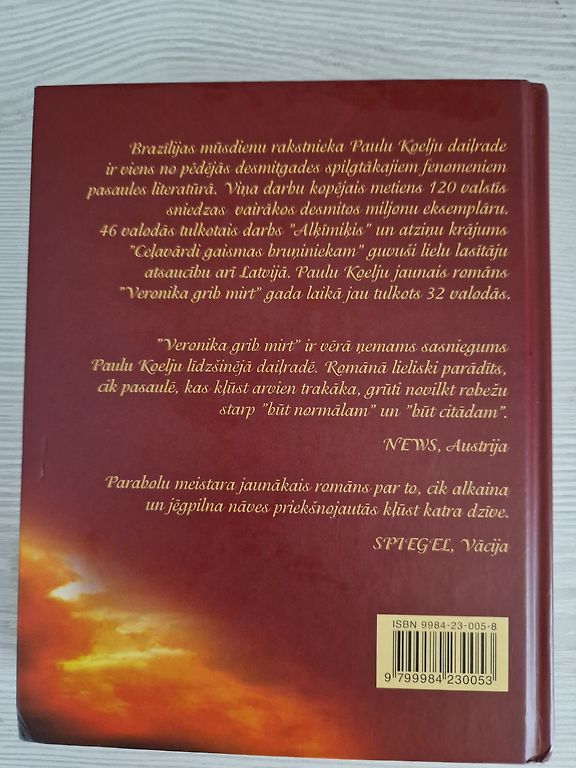 Brazīlijas mūsdienu rakstnieka Paulu Koelju daiļrade
ir viens no pēdējās desmitgades spilgtākajiem fenomeniem
pasaules literatūrā. Viņa darbu kopējais metiens 120 valstīs
sniedzas vairākos desmitos miljonu eksemplāru.
46 valodās tulkotais darbs "Alķīmiķis" un atziņu krājums
"Ceļavārdi gaismas bruņiniekam" guvuši lielu lasītāju
atsaucību arī Latvijā. Paulu Koelju jaunais romāns
"Veronika grib mirt" gada laikā jau tulkots 32 valodās.
"Veronika grib mirt" ir vērā ņemams sasniegums
Paulu Koelju līdzšinējā daiļradē. Romānā lieliski parādīts,
cik pasaulē, kas kļūst arvien trakāka, grūti novilkt robežu
starp "būt normālam" un "būt citādam".
NEWS, Austrija
Parabolu meistara jaunākais romāns par to, cik alkaina
un jēgpilna nāves priekšnojautās kļūst katra dzīve.
SPIEGEL, Vācija
ISBN 9984-23-005-8
9 799984 230053